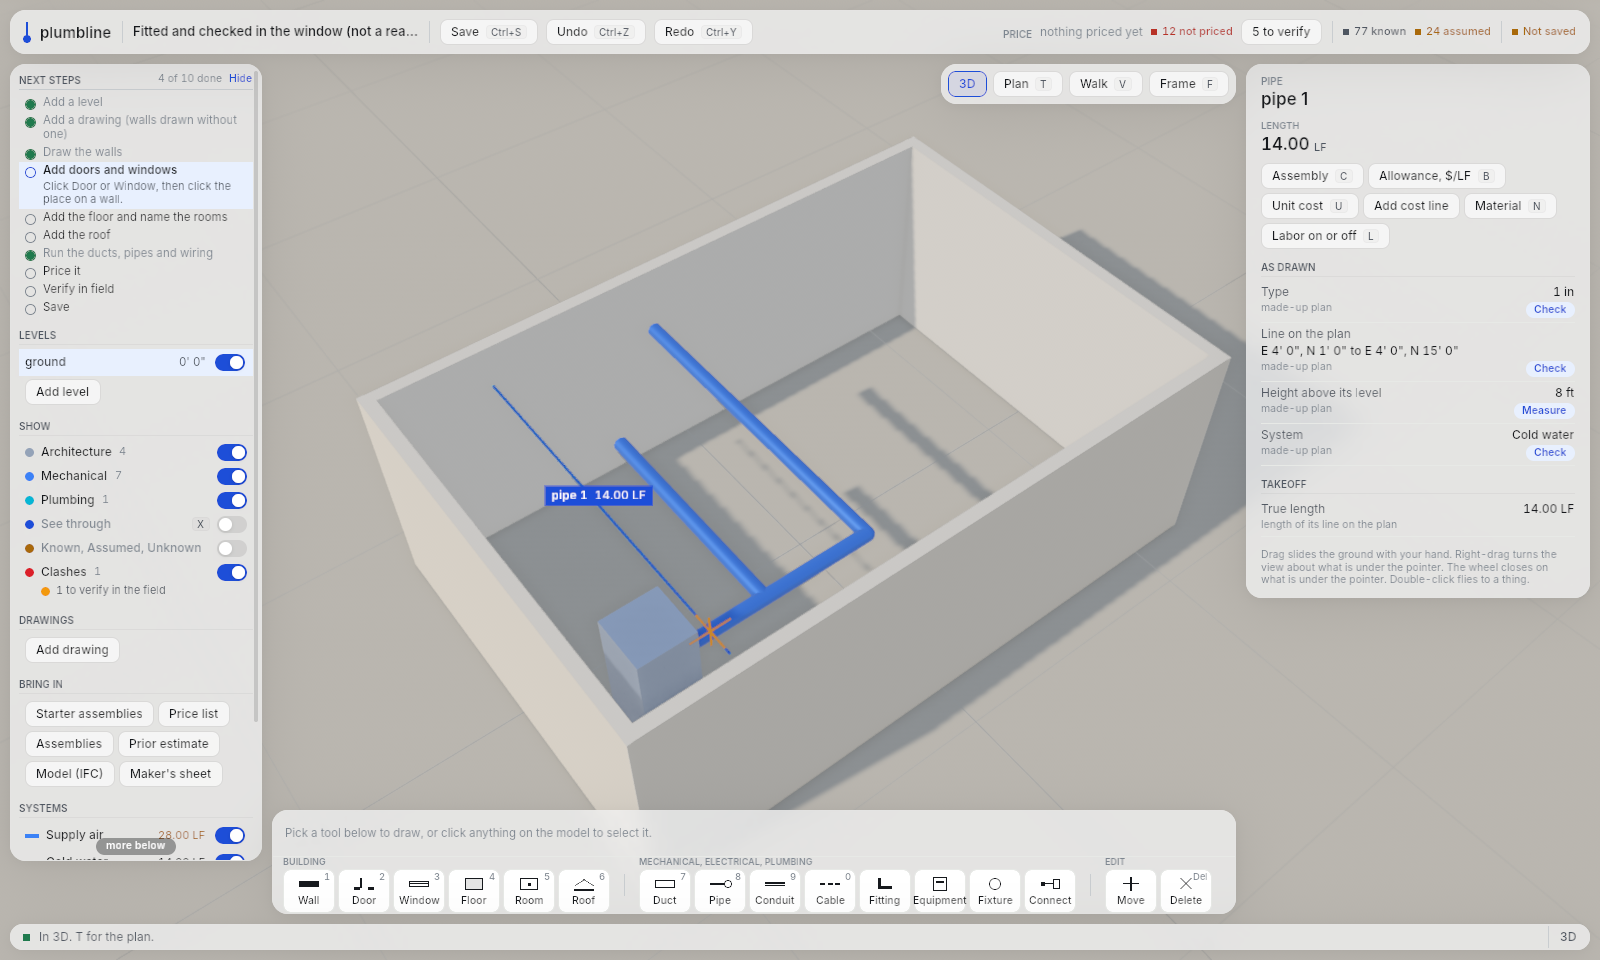 plumbline
Fitted and checked in the window (not a rea...
Save Ctrl+S
Undo Ctrl+Z
Redo Ctrl+Y
PRICE nothing priced yet
12 not priced
5 to verify
77 known
24 assumed
Not saved
NEXT STEPS 4 of 10 done Hide
Add a level
Add a drawing (walls drawn without
one)
Draw the walls
Add doors and windows
Click Door or Window, then click the
place on a wall.
Add the floor and name the rooms
Add the roof
Run the ducts, pipes and wiring
Price it
Verify in field
Save
LEVELS
ground 0' 0"
Add level
SHOW
Architecture 4
Mechanical 7
Plumbing 1
See through X
Known, Assumed, Unknown
Clashes 1
1 to verify in the field
DRAWINGS
Add drawing
BRING IN
Starter assemblies Price list
Assemblies Prior estimate
Model (IFC) Maker's sheet
SYSTEMS
Supply air 28.00 LF
more below
Cold water 14.00 LF
3D
Plan T
Walk V
Frame F
pipe 1 14.00 LF
PIPE
pipe 1
LENGTH
14.00 LF
Assembly C Allowance, $/LF B
Unit cost U Add cost line Material N
Labor on or off L
AS DRAWN
Type 1 in
made-up plan Check
Line on the plan
E 4' 0", N 1' 0" to E 4' 0", N 15' 0"
made-up plan Check
Height above its level 8 ft
made-up plan Measure
System Cold water
made-up plan Check
TAKEOFF
True length 14.00 LF
length of its line on the plan
Drag slides the ground with your hand. Right-drag turns the
view about what is under the pointer. The wheel closes on
what is under the pointer. Double-click flies to a thing.
Pick a tool below to draw, or click anything on the model to select it.
BUILDING MECHANICAL, ELECTRICAL, PLUMBING EDIT
1 2 3 4 5 6 7 8 9 0 Del
Wall Door Window Floor Room Roof Duct Pipe Conduit Cable Fitting Equipment Fixture Connect Move Delete
In 3D. T for the plan. 3D